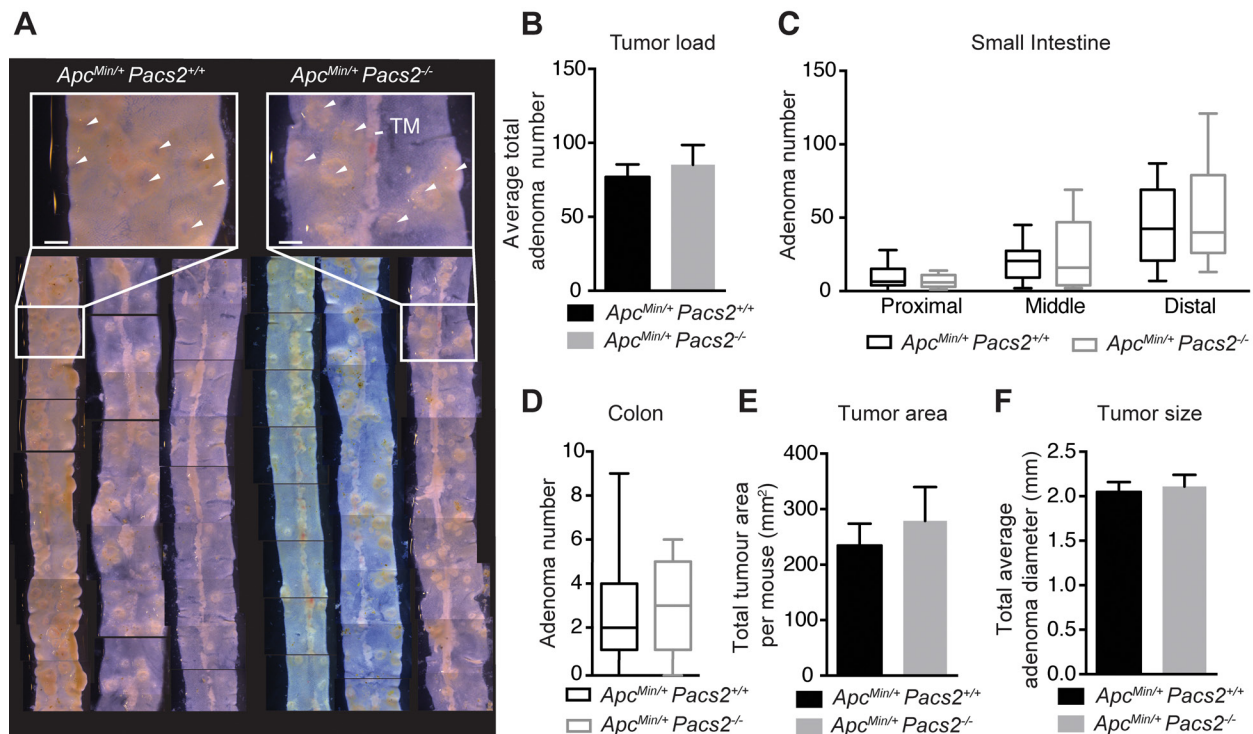 A
Apc^Min/+ Pacs2^+/+
Apc^Min/+ Pacs2^-/-
TM
B
Tumor load
Average total
adenoma number
150
100
50
0
Apc^Min/+ Pacs2^+/+
Apc^Min/+ Pacs2^-/-
C
Small Intestine
Adenoma number
150
100
50
0
Proximal Middle Distal
Apc^Min/+ Pacs2^+/+ Apc^Min/+ Pacs2^-/-
D
Colon
Adenoma number
10
8
6
4
2
0
Apc^Min/+ Pacs2^+/+
Apc^Min/+ Pacs2^-/-
E
Tumor area
Total tumour area
per mouse (mm²)
400
300
200
100
0
Apc^Min/+ Pacs2^+/+
Apc^Min/+ Pacs2^-/-
F
Tumor size
Total average
adenoma diameter (mm)
2.5
2.0
1.5
1.0
0.5
0.0
Apc^Min/+ Pacs2^+/+
Apc^Min/+ Pacs2^-/-